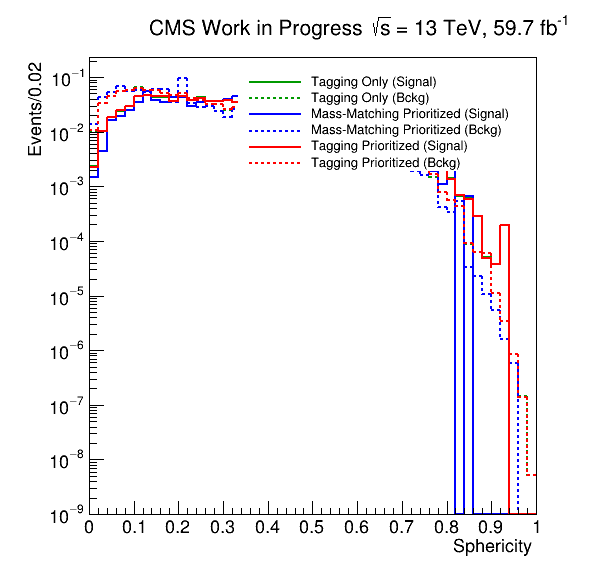 CMS Work in Progress √s = 13 TeV, 59.7 fb⁻¹
Events/0.02
10⁻¹
10⁻²
10⁻³
10⁻⁴
10⁻⁵
10⁻⁶
10⁻⁷
10⁻⁸
10⁻⁹
Tagging Only (Signal)
Tagging Only (Bckg)
Mass-Matching Prioritized (Signal)
Mass-Matching Prioritized (Bckg)
Tagging Prioritized (Signal)
Tagging Prioritized (Bckg)
0 0.1 0.2 0.3 0.4 0.5 0.6 0.7 0.8 0.9 1
Sphericity